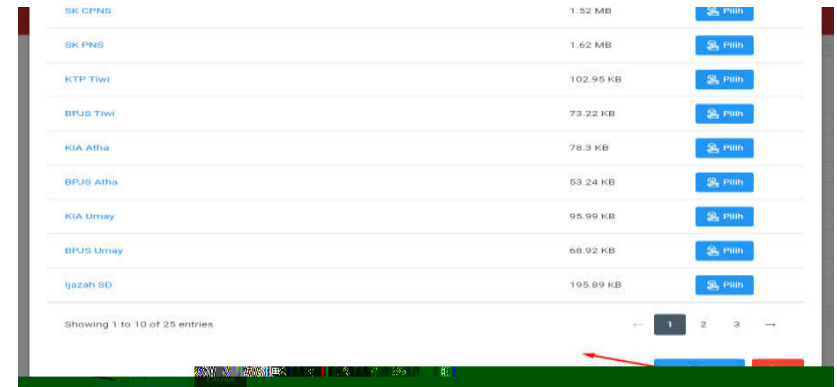 SK CPNS 1.52 MB Pilih
SK PNS 1.62 MB Pilih
KTP Tiwi 102.95 KB Pilih
BPJS Tiwi 73.22 KB Pilih
KIA Atha 78.3 KB Pilih
BPJS Atha 53.24 KB Pilih
KIA Umay 95.99 KB Pilih
BPJS Umay 68.92 KB Pilih
Ijazah SD 195.89 KB Pilih
Showing 1 to 10 of 25 entries ← 1 2 3 →